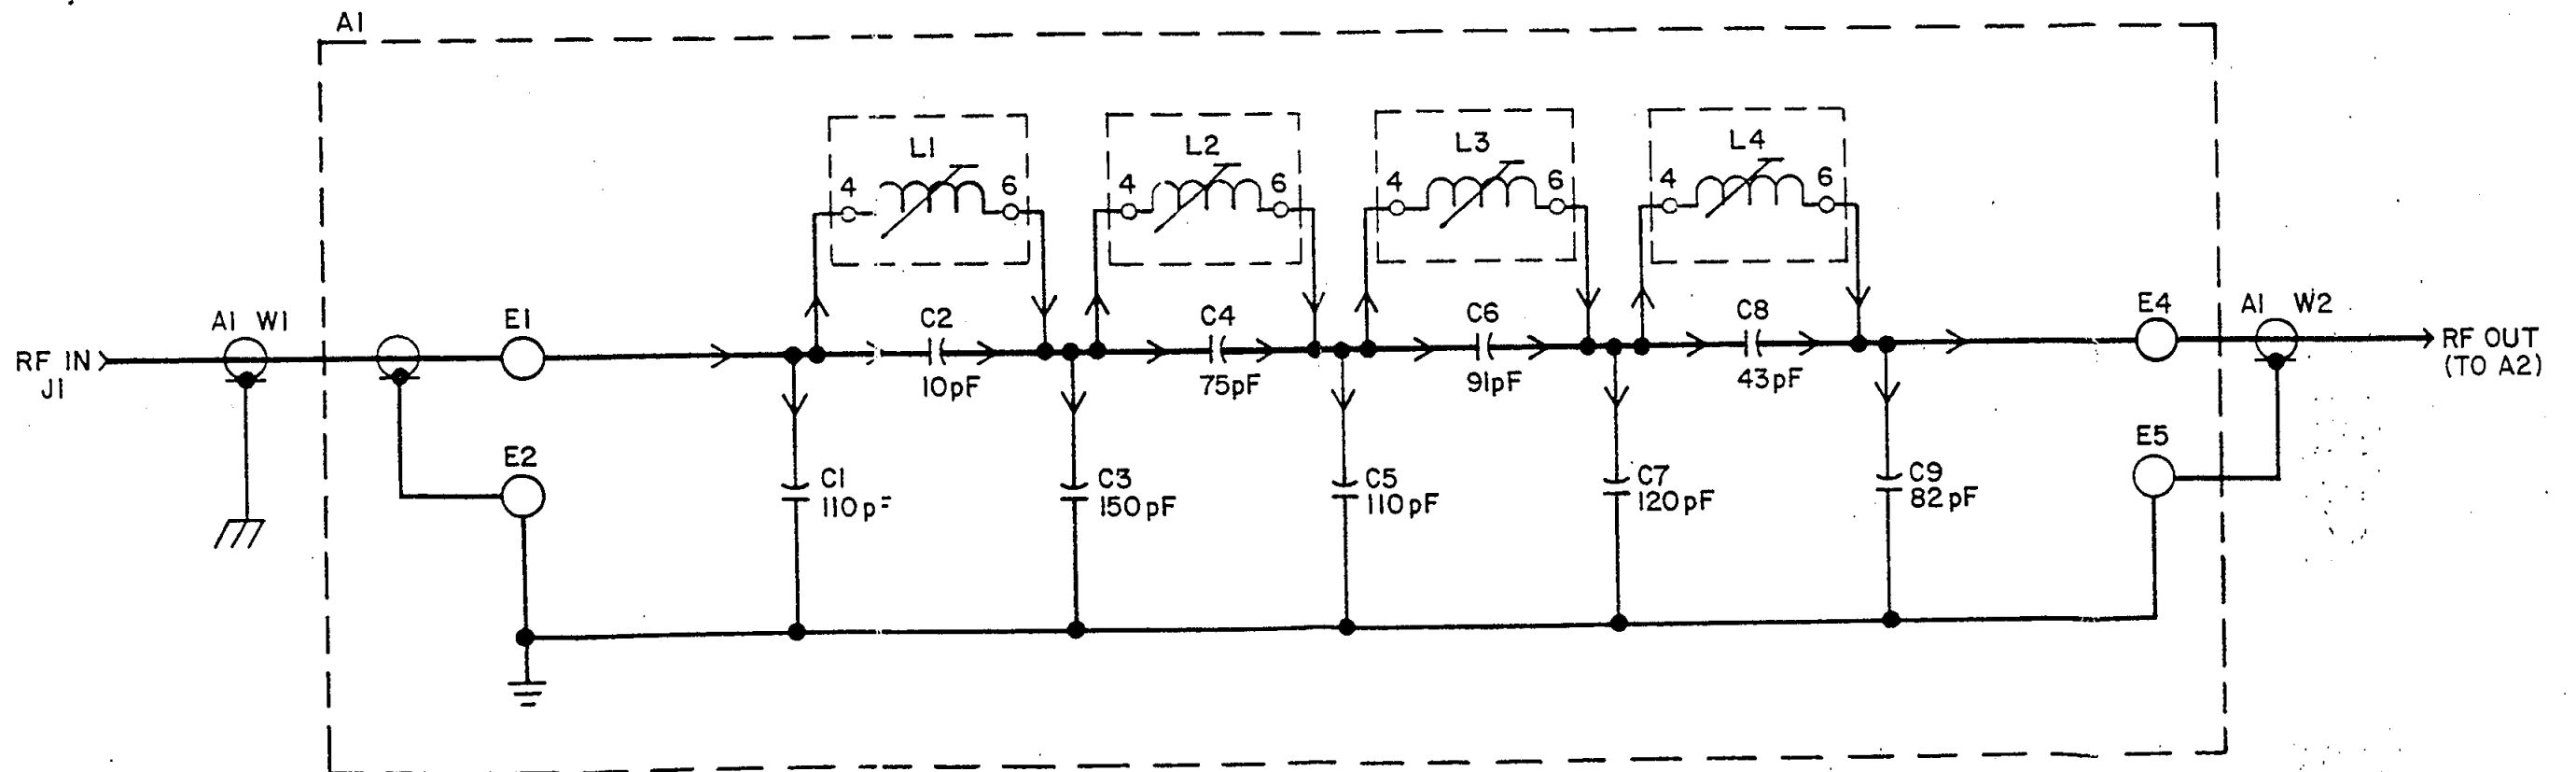 A1
L1
4 6
L2
4 6
L3
4 6
L4
4 6
A1 W1
E1
C2
10pF
C4
75pF
C6
91pF
C8
43pF
E4
A1 W2
RF IN
J1
RF OUT
(TO A2)
E2
C1
110p
C3
150pF
C5
110pF
C7
120pF
C9
82pF
E5